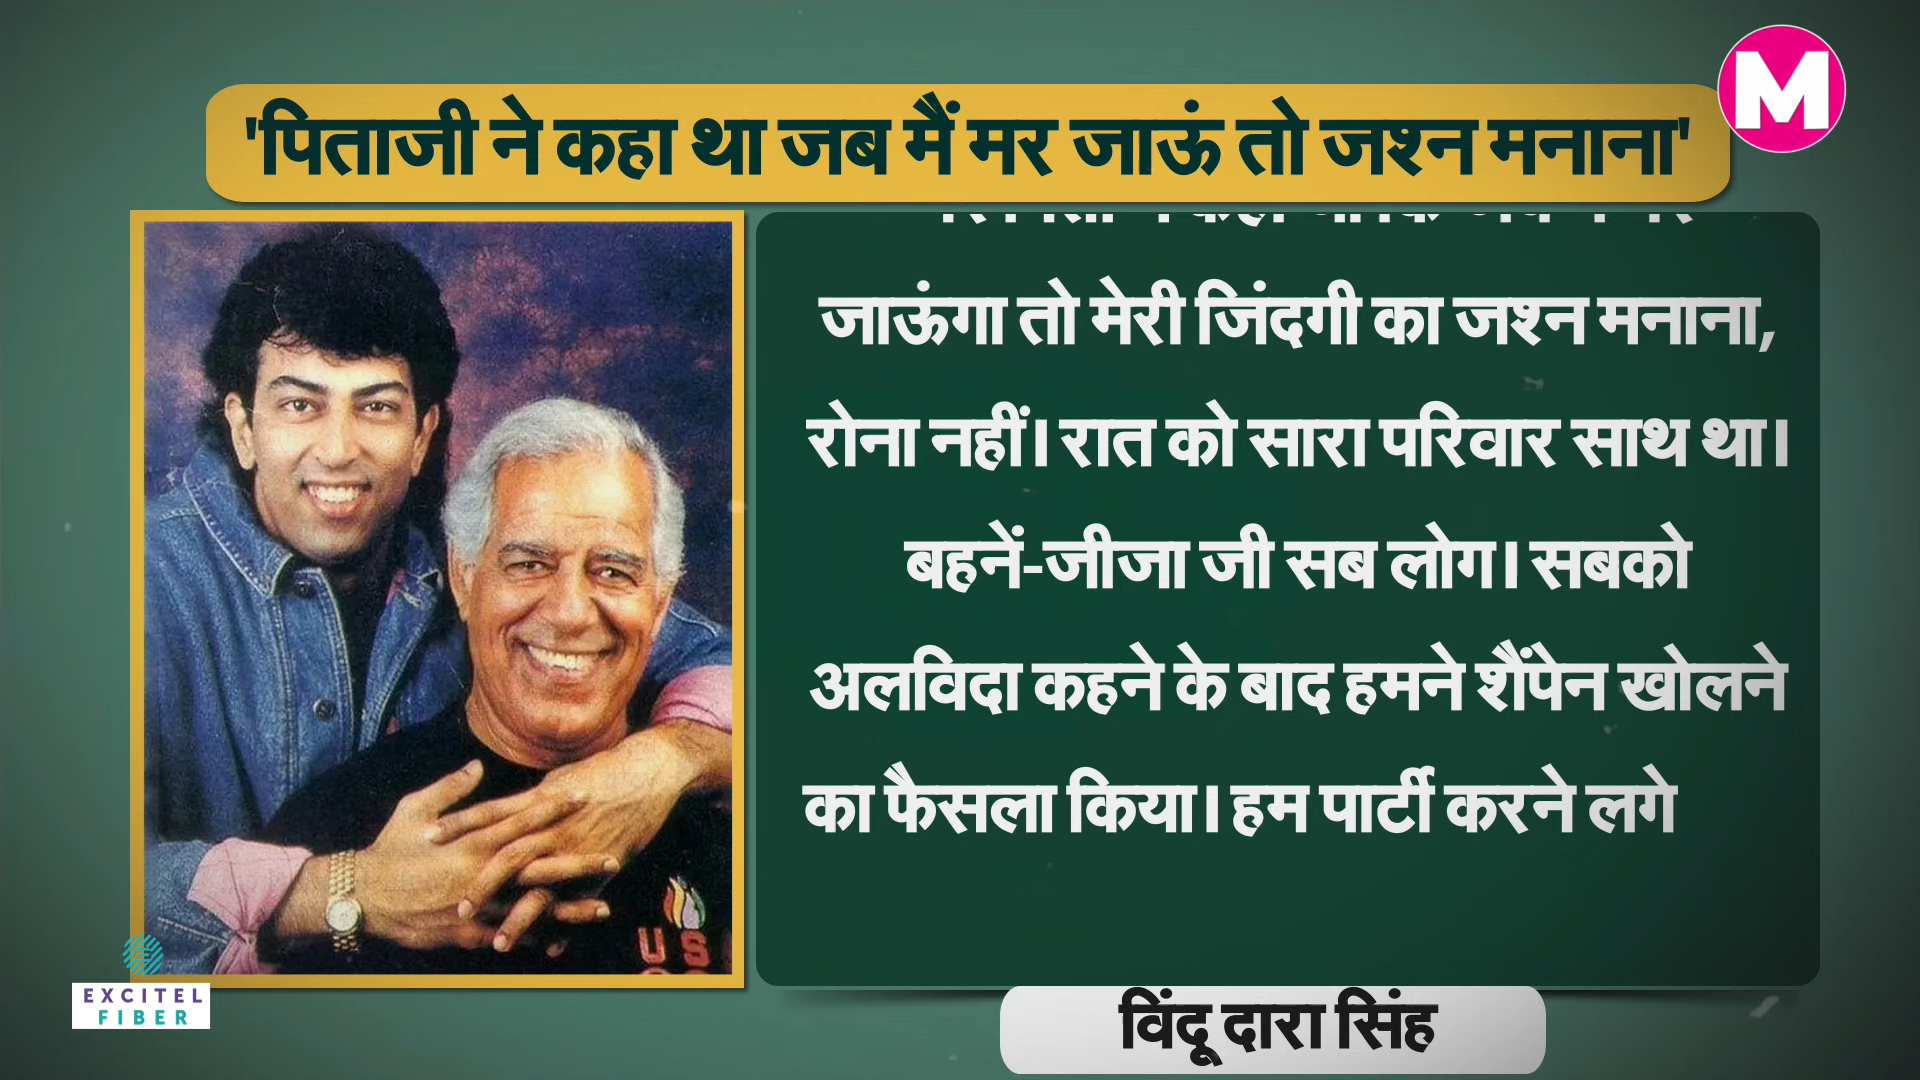 M
'पिताजी ने कहा था जब मैं मर जाऊं तो जश्न मनाना'
जाऊंगा तो मेरी जिंदगी का जश्न मनाना,
रोना नहीं। रात को सारा परिवार साथ था।
बहनें-जीजा जी सब लोग। सबको
अलविदा कहने के बाद हमने शैंपेन खोलने
का फैसला किया। हम पार्टी करने लगे
US
EXCITEL
FIBER
विंदू दारा सिंह